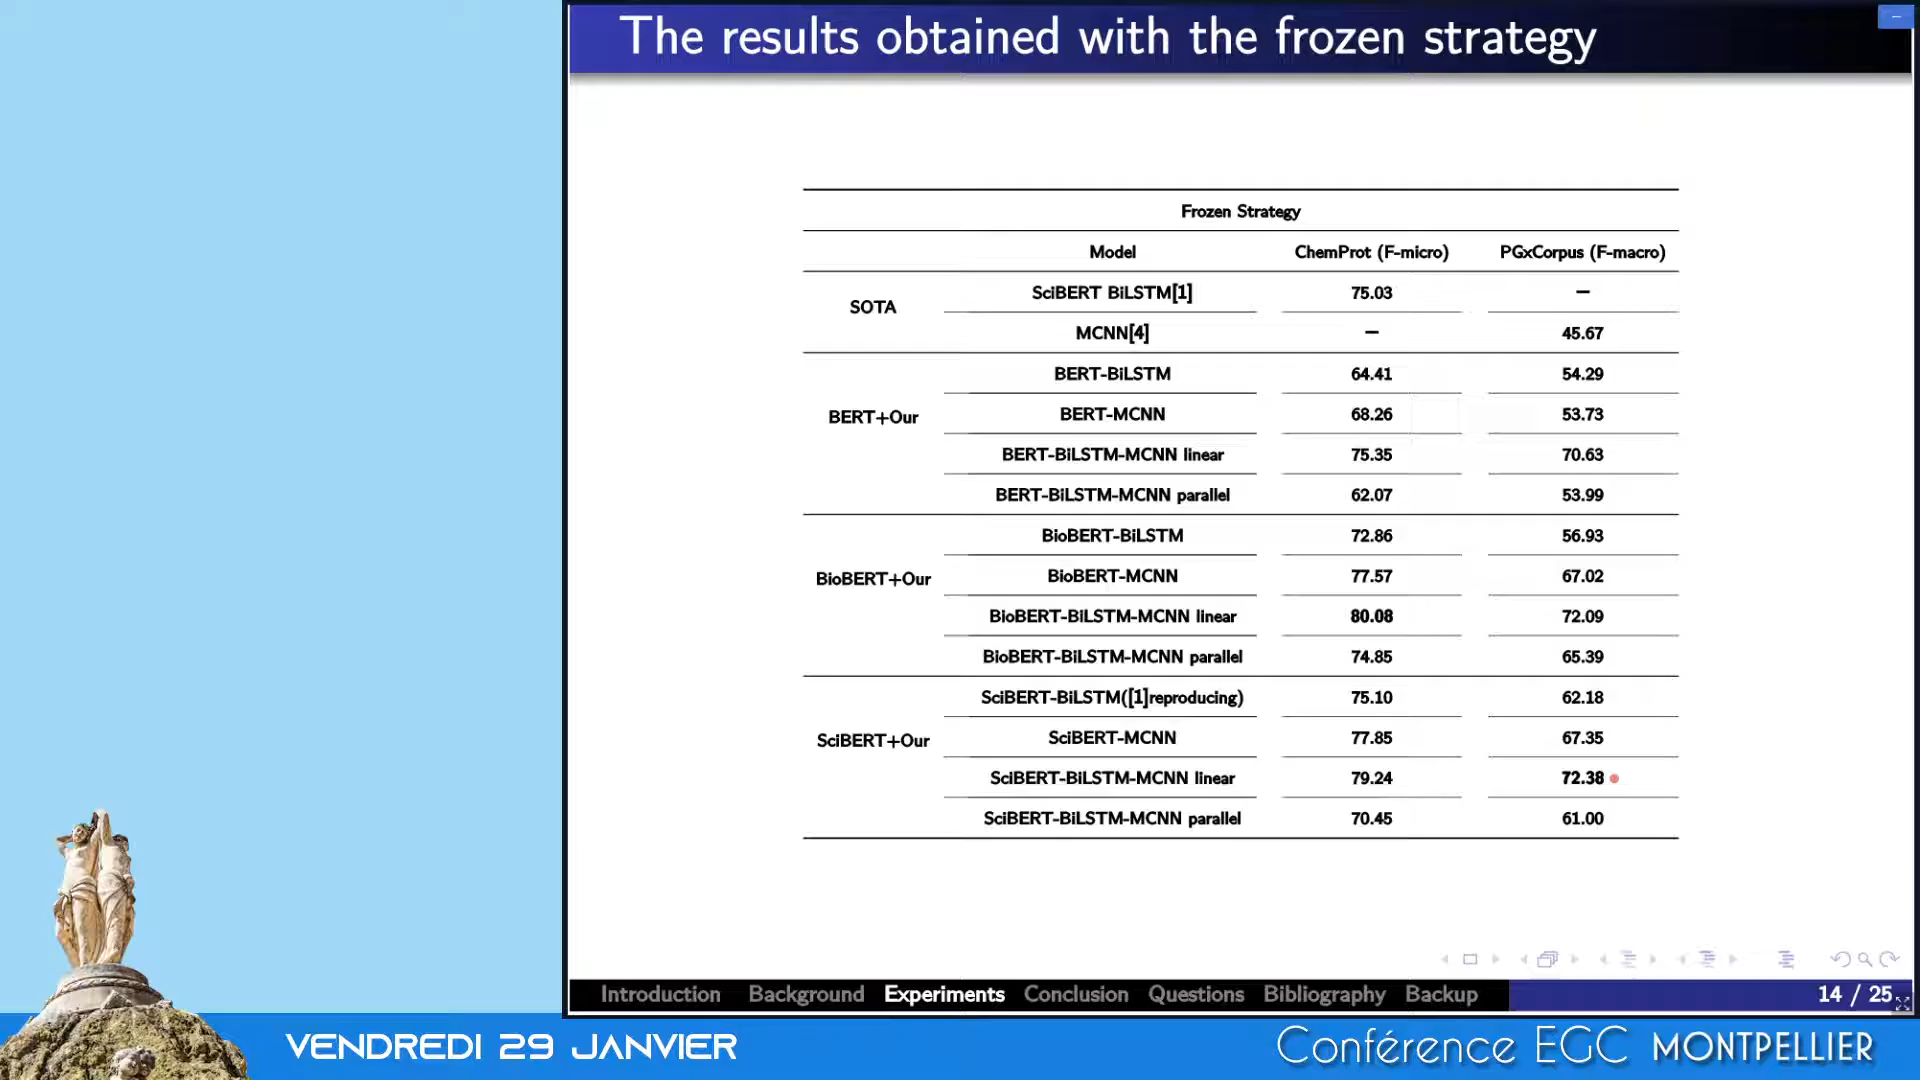 The results obtained with the frozen strategy
Frozen Strategy
Model ChemProt (F-micro) PGxCorpus (F-macro)
SOTA
SciBERT BiLSTM[1] 75.03 –
MCNN[4] – 45.67
BERT+Our
BERT-BiLSTM 64.41 54.29
BERT-MCNN 68.26 53.73
BERT-BiLSTM-MCNN linear 75.35 70.63
BERT-BiLSTM-MCNN parallel 62.07 53.99
BioBERT+Our
BioBERT-BiLSTM 72.86 56.93
BioBERT-MCNN 77.57 67.02
BioBERT-BiLSTM-MCNN linear 80.08 72.09
BioBERT-BiLSTM-MCNN parallel 74.85 65.39
SciBERT+Our
SciBERT-BiLSTM([1]reproducing) 75.10 62.18
SciBERT-MCNN 77.85 67.35
SciBERT-BiLSTM-MCNN linear 79.24 72.38
SciBERT-BiLSTM-MCNN parallel 70.45 61.00
Introduction Background Experiments Conclusion Questions Bibliography Backup 14 / 25
VENDREDI 29 JANVIER
Conférence EGC MONTPELLIER